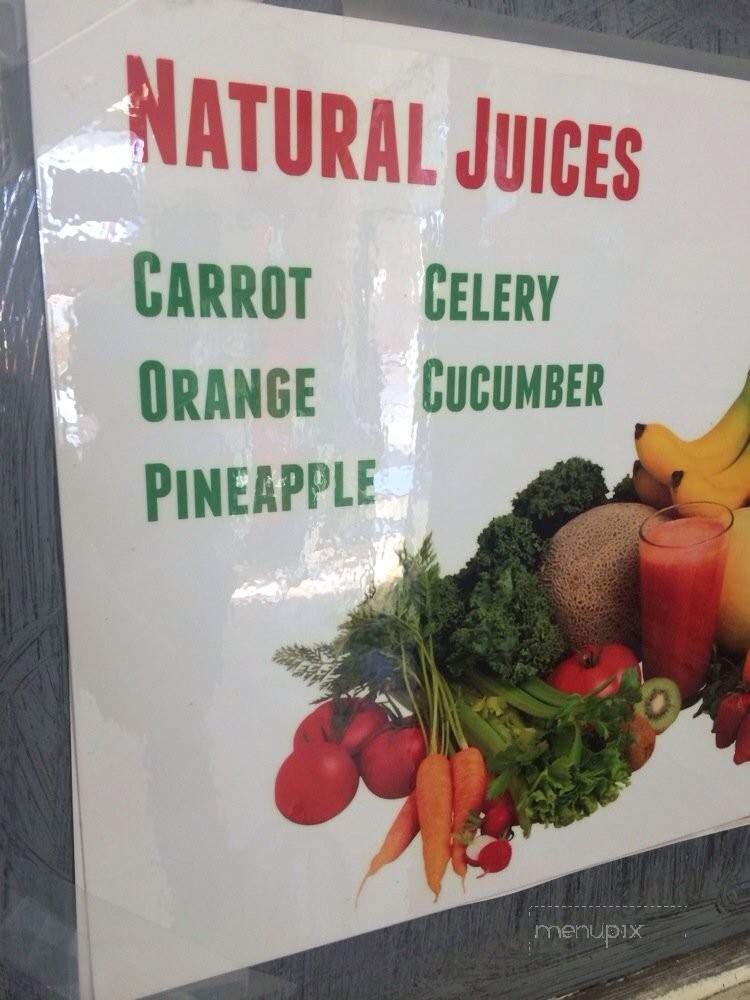 NATURAL JUICES
CARROT
ORANGE
PINEAPPLE
CELERY
CUCUMBER
menupix